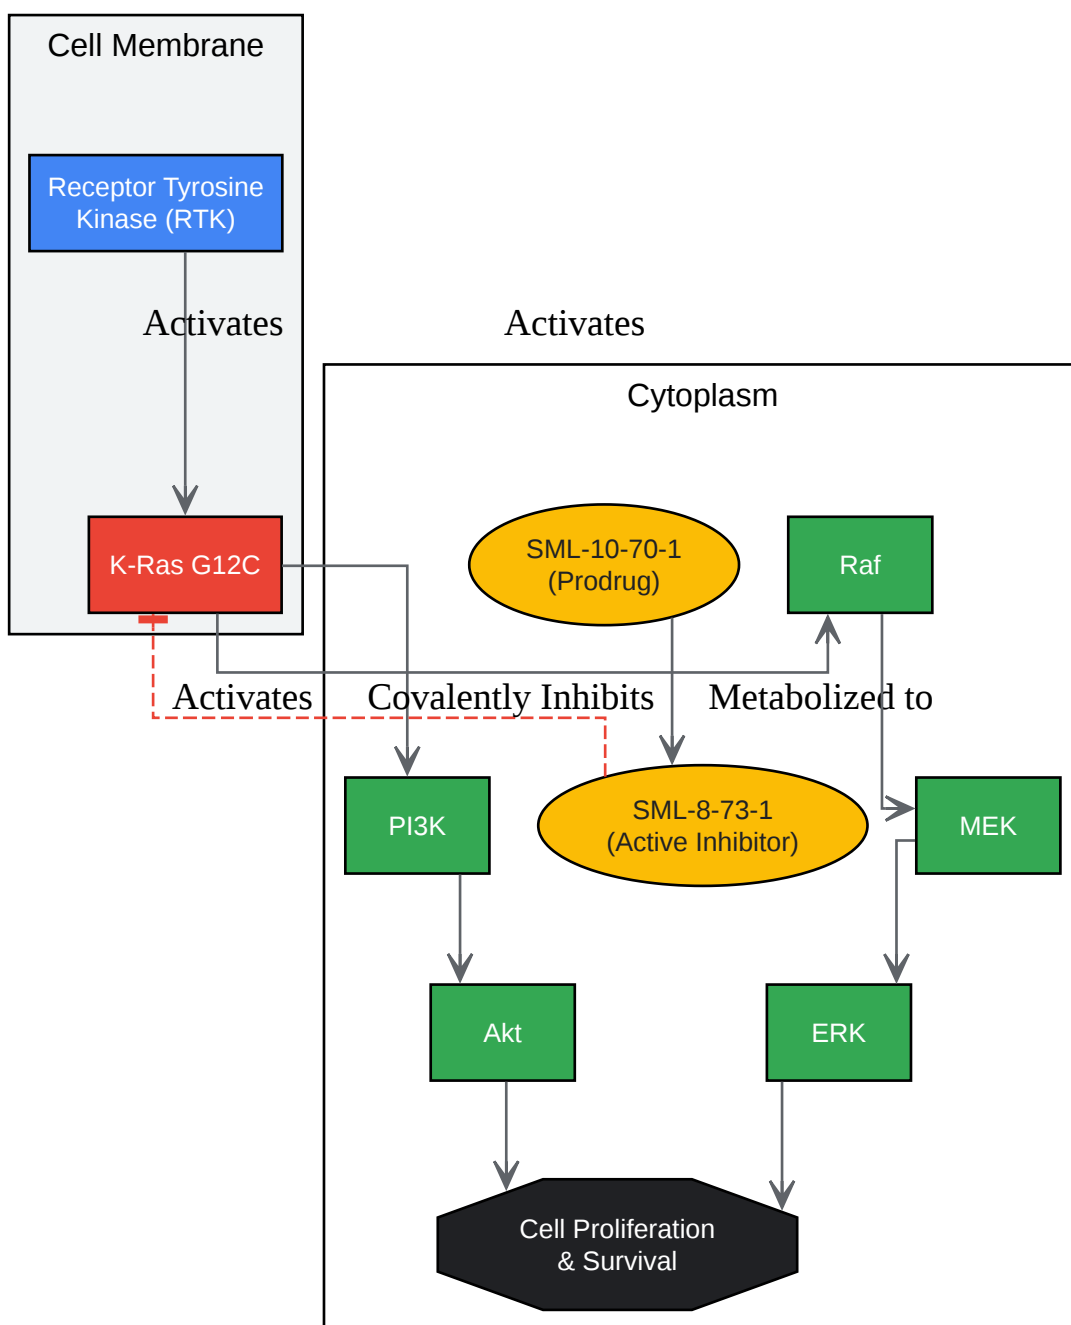 Cell Membrane
Receptor Tyrosine
Kinase (RTK)
Activates
Activates
Cytoplasm
K-Ras G12C
SML-10-70-1
(Prodrug)
Raf
Activates
Covalently Inhibits
Metabolized to
PI3K
SML-8-73-1
(Active Inhibitor)
MEK
Akt
ERK
Cell Proliferation
& Survival